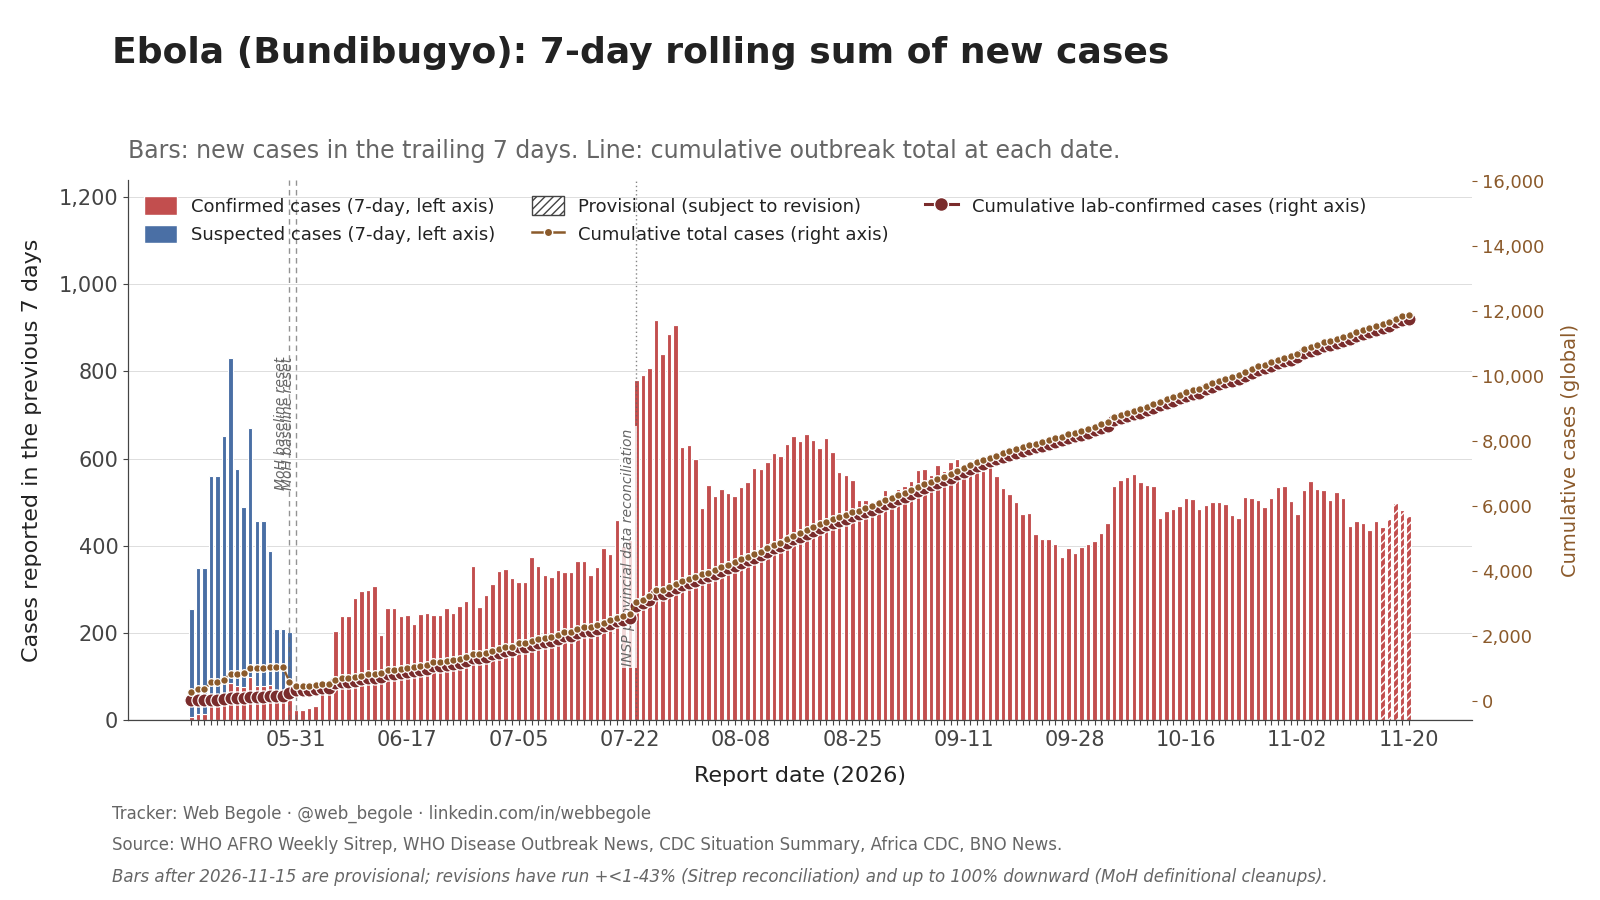 Ebola (Bundibugyo): 7-day rolling sum of new cases
Bars: new cases in the trailing 7 days. Line: cumulative outbreak total at each date.
Confirmed cases (7-day, left axis)
Suspected cases (7-day, left axis)
Provisional (subject to revision)
Cumulative total cases (right axis)
Cumulative lab-confirmed cases (right axis)
Cases reported in the previous 7 days
1,200
1,000
800
600
400
200
0
MoH baseline reset
MoH baseline reset
INSP provincial data reconciliation
16,000
14,000
12,000
10,000
8,000
6,000
4,000
2,000
0
Cumulative cases (global)
05-31 06-17 07-05 07-22 08-08 08-25 09-11 09-28 10-16 11-02 11-20
Report date (2026)
Tracker: Web Begole · @web_begole · linkedin.com/in/webbegole
Source: WHO AFRO Weekly Sitrep, WHO Disease Outbreak News, CDC Situation Summary, Africa CDC, BNO News.
Bars after 2026-11-15 are provisional; revisions have run +<1-43% (Sitrep reconciliation) and up to 100% downward (MoH definitional cleanups).